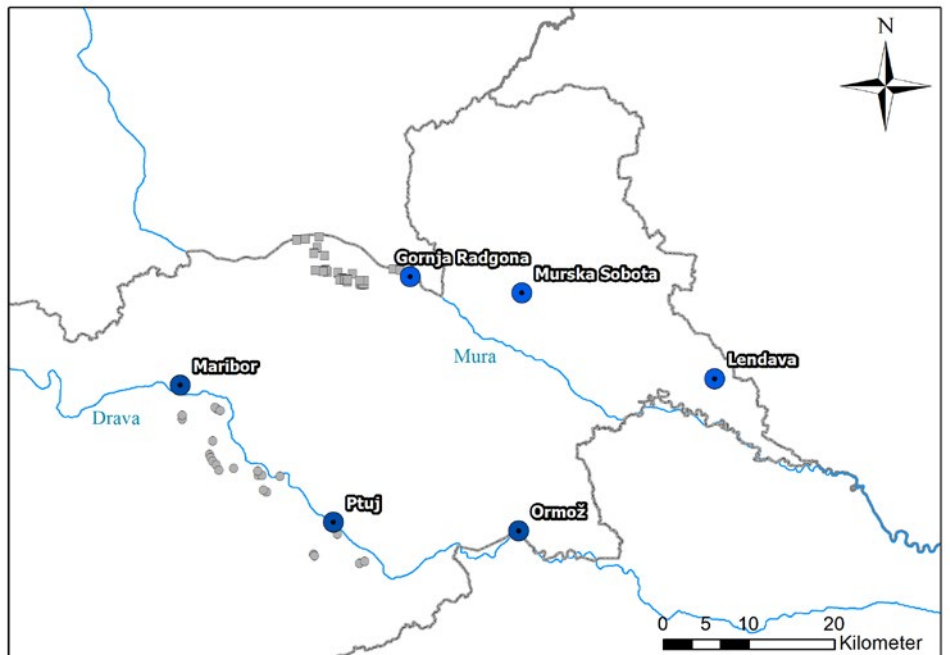 N
Gornja Radgona
Murska Sobota
Mura
Lendava
Maribor
Drava
Ptuj
Ormož
0 5 10 20
Kilometer